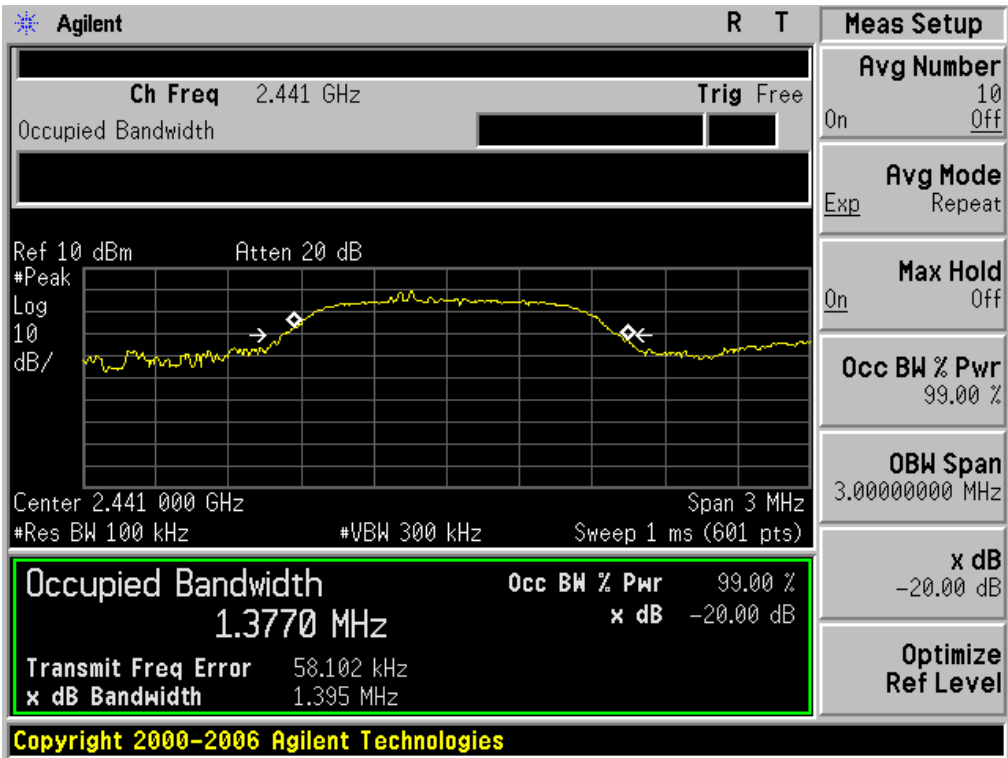 Agilent R T
Ch Freq 2.441 GHz Trig Free
Occupied Bandwidth
Ref 10 dBm Atten 20 dB
#Peak
Log
10
dB/
Center 2.441 000 GHz Span 3 MHz
#Res BW 100 kHz #VBW 300 kHz Sweep 1 ms (601 pts)
Occupied Bandwidth Occ BW % Pwr 99.00 %
1.3770 MHz x dB -20.00 dB
Transmit Freq Error 58.102 kHz
x dB Bandwidth 1.395 MHz
Copyright 2000-2006 Agilent Technologies
Meas Setup
Avg Number
10
On Off
Avg Mode
Exp Repeat
Max Hold
On Off
Occ BW % Pwr
99.00 %
OBW Span
3.00000000 MHz
x dB
-20.00 dB
Optimize
Ref Level